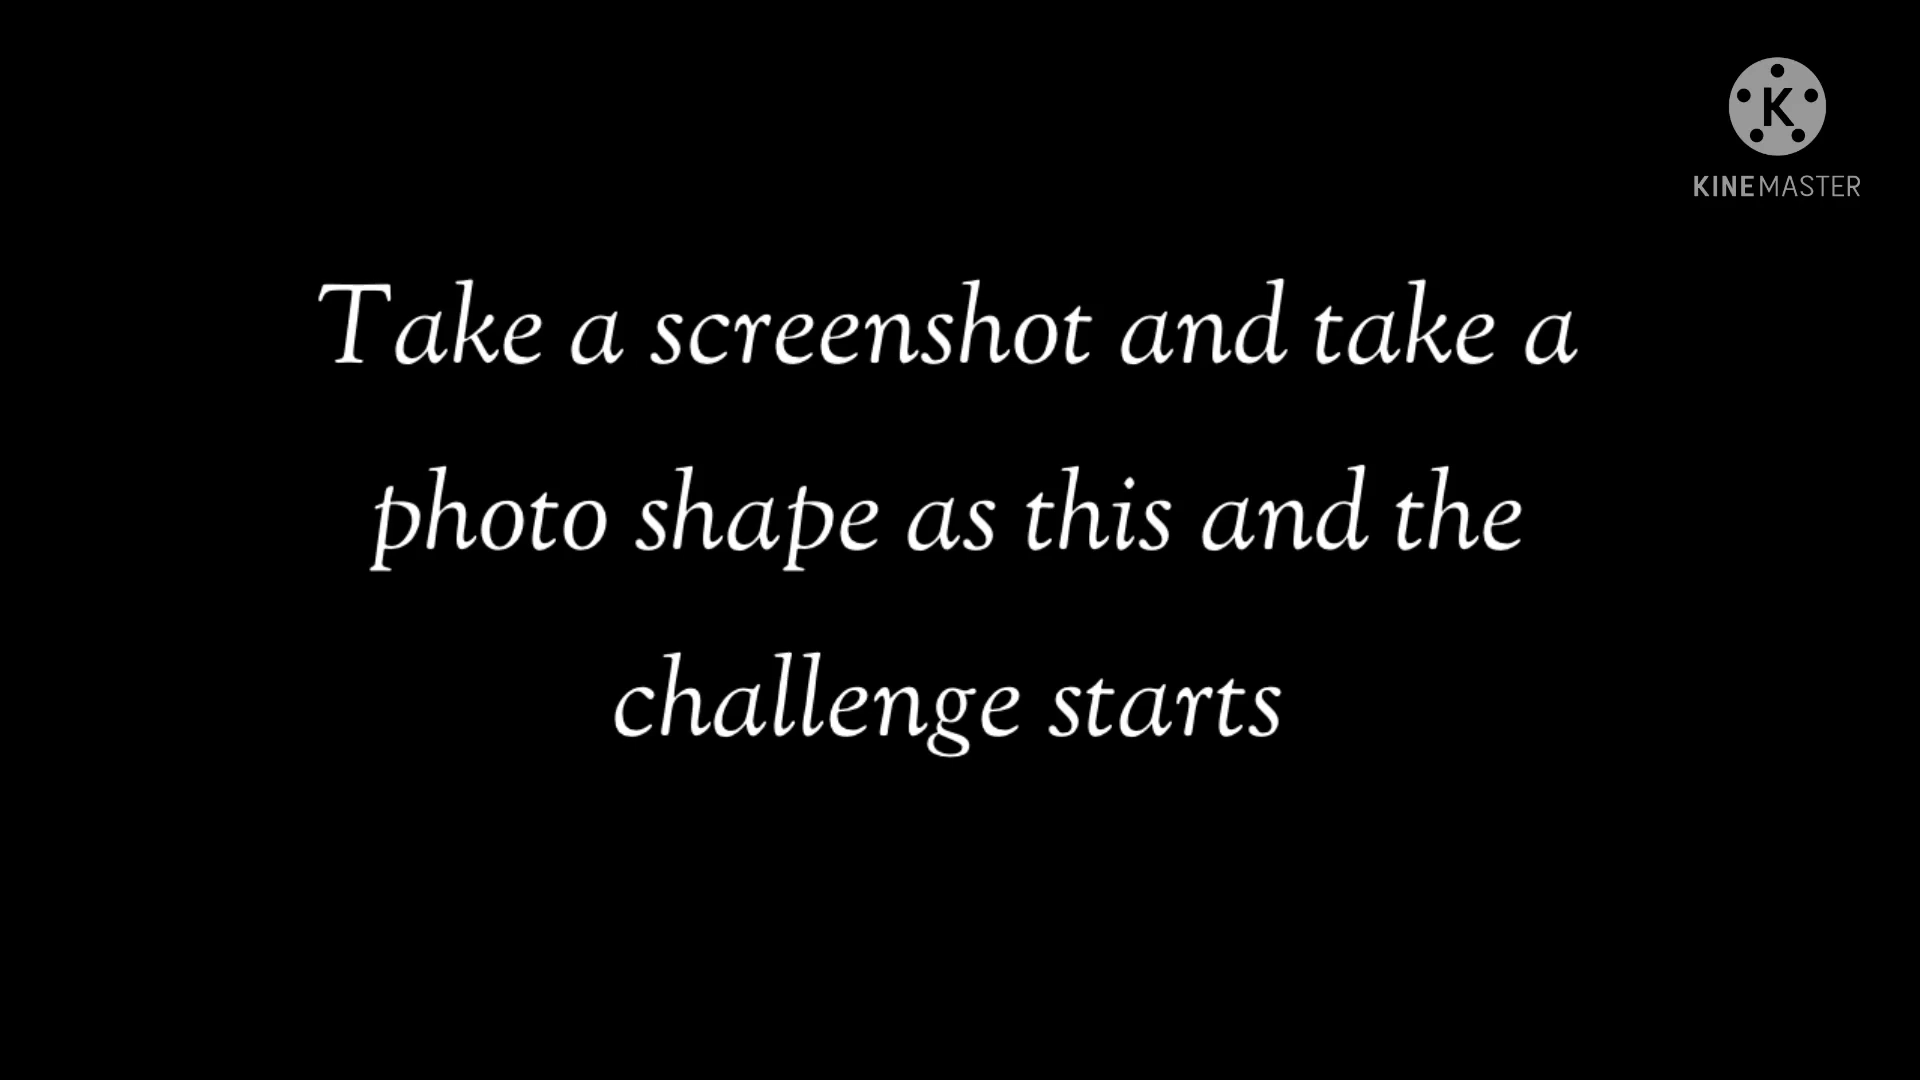 K
KINEMASTER
Take a screenshot and take a
photo shape as this and the
challenge starts